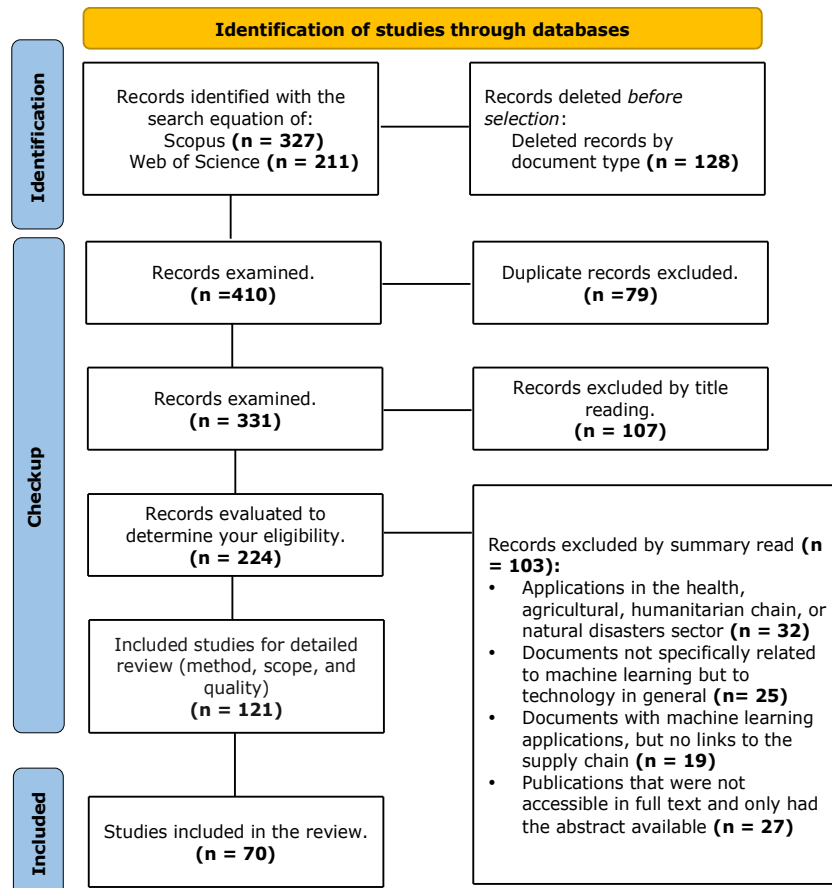 Identification of studies through databases
Identification
Records identified with the
search equation of:
Scopus (n = 327)
Web of Science (n = 211)
Records deleted before
selection:
Deleted records by
document type (n = 128)
Checkup
Records examined.
(n =410)
Duplicate records excluded.
(n =79)
Records examined.
(n = 331)
Records excluded by title
reading.
(n = 107)
Records evaluated to
determine your eligibility.
(n = 224)
Records excluded by summary read (n
= 103):
• Applications in the health,
agricultural, humanitarian chain, or
natural disasters sector (n = 32)
• Documents not specifically related
to machine learning but to
technology in general (n= 25)
• Documents with machine learning
applications, but no links to the
supply chain (n = 19)
• Publications that were not
accessible in full text and only had
the abstract available (n = 27)
Included studies for detailed
review (method, scope, and
quality)
(n = 121)
Included
Studies included in the review.
(n = 70)